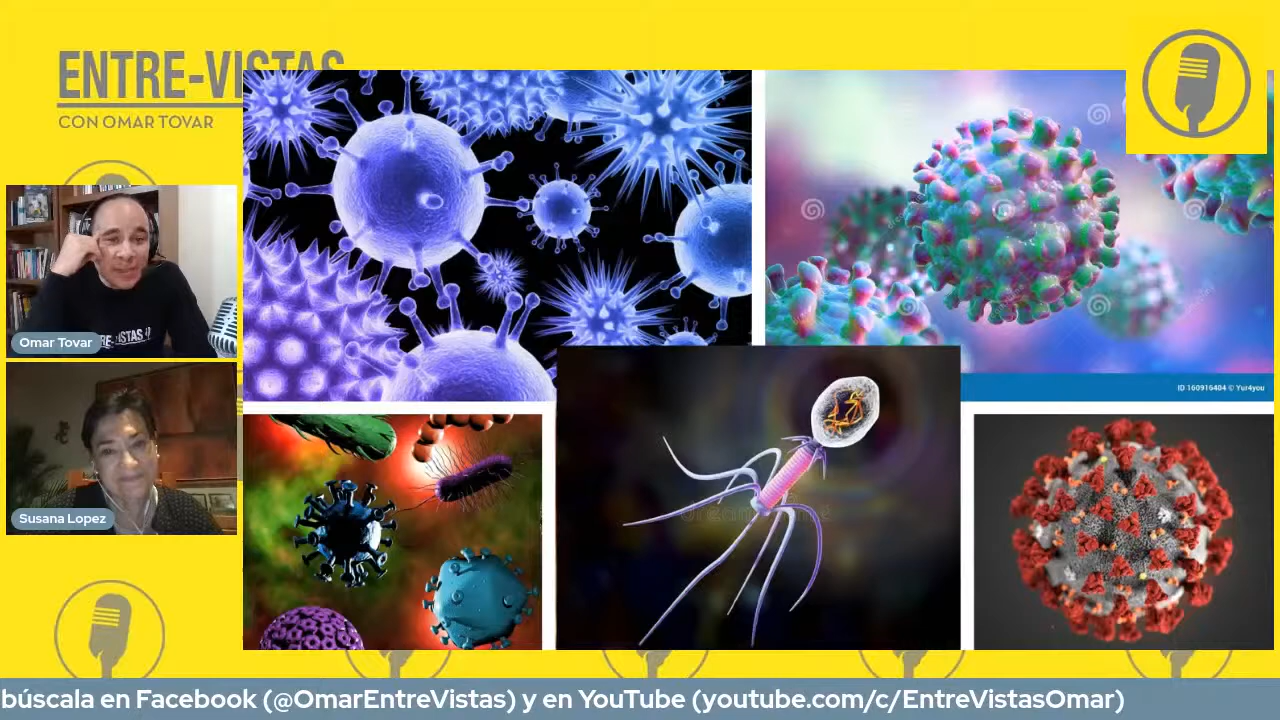 ENTRE-VISTAS
CON OMAR TOVAR
Omar Tovar
Susana Lopez
ID 160916404 © Yur4you
búscala en Facebook (@OmarEntreVistas) y en YouTube (youtube.com/c/EntreVistasOmar)